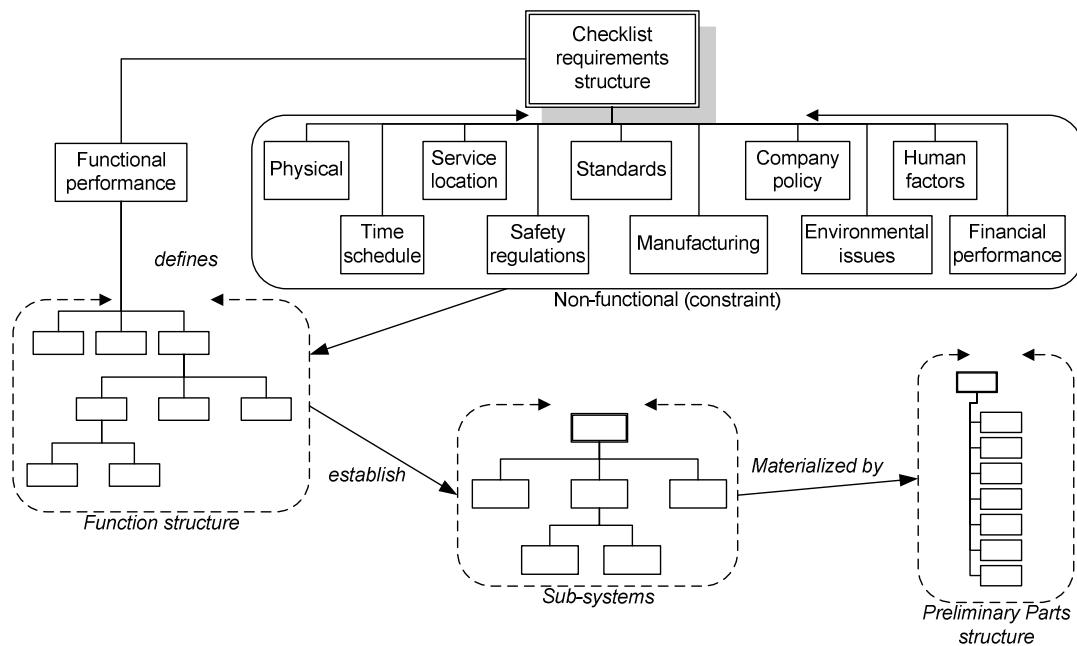 Checklist
requirements
structure
Functional
performance
Physical
Service
location
Standards
Company
policy
Human
factors
Time
schedule
Safety
regulations
Manufacturing
Environmental
issues
Financial
performance
defines
Non-functional (constraint)
establish
Materialized by
Function structure
Sub-systems
Preliminary Parts
structure